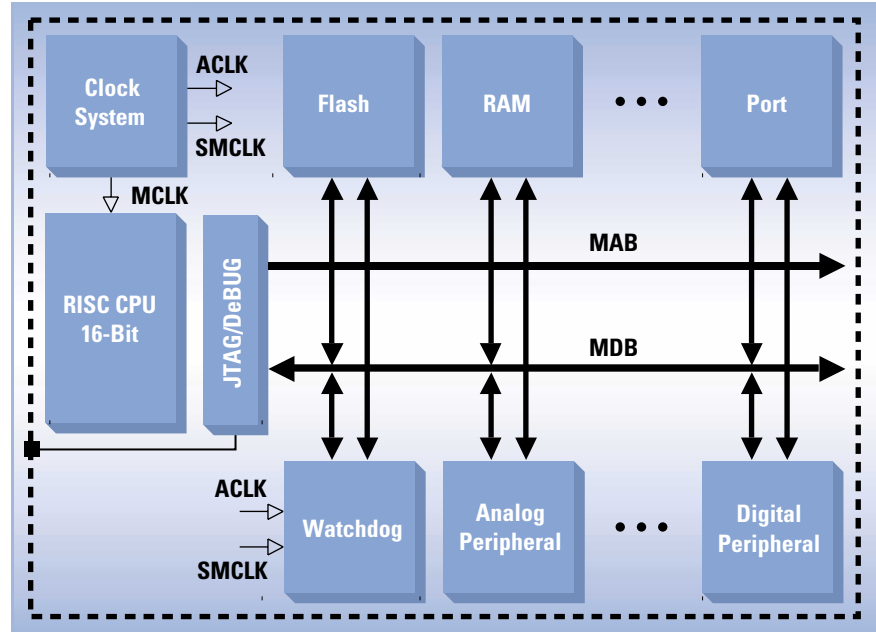 Clock
System
ACLK
SMCLK
MCLK
Flash
RAM
Port
RISC CPU
16-Bit
JTAG/DeBUG
MAB
MDB
ACLK
SMCLK
Watchdog
Analog
Peripheral
Digital
Peripheral